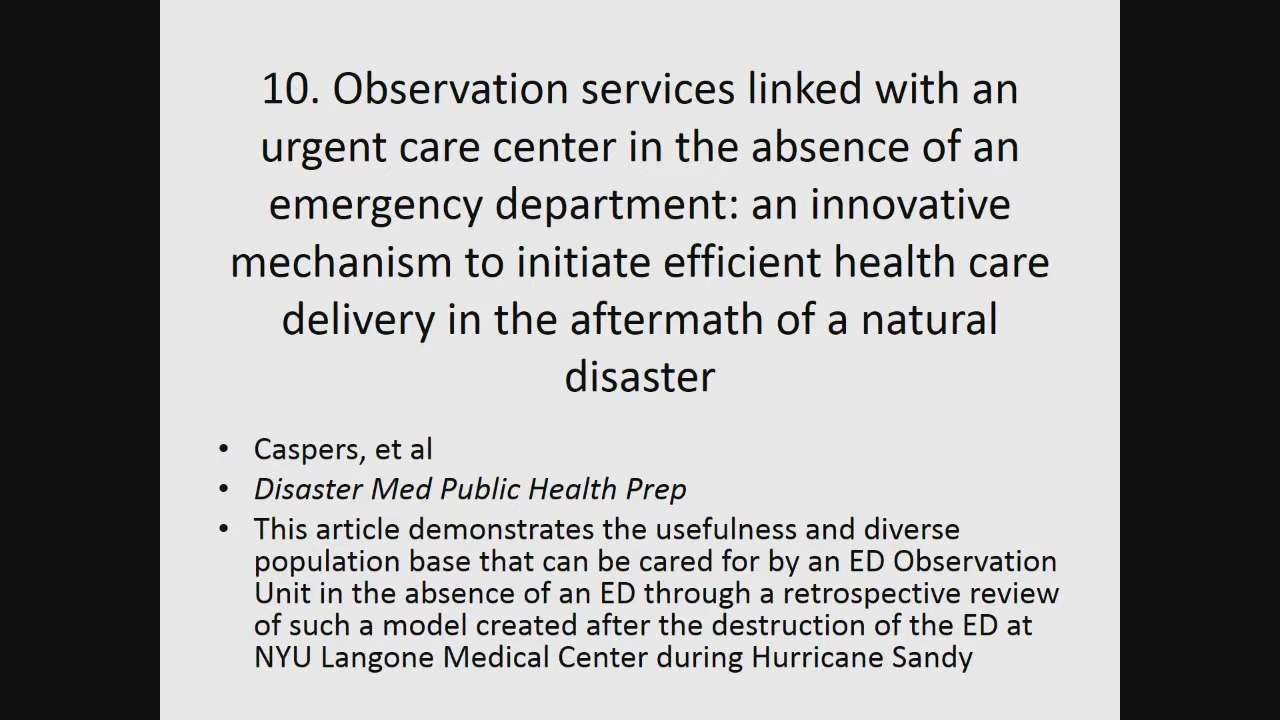 10. Observation services linked with an
urgent care center in the absence of an
emergency department: an innovative
mechanism to initiate efficient health care
delivery in the aftermath of a natural
disaster
• Caspers, et al
• Disaster Med Public Health Prep
• This article demonstrates the usefulness and diverse
population base that can be cared for by an ED Observation
Unit in the absence of an ED through a retrospective review
of such a model created after the destruction of the ED at
NYU Langone Medical Center during Hurricane Sandy